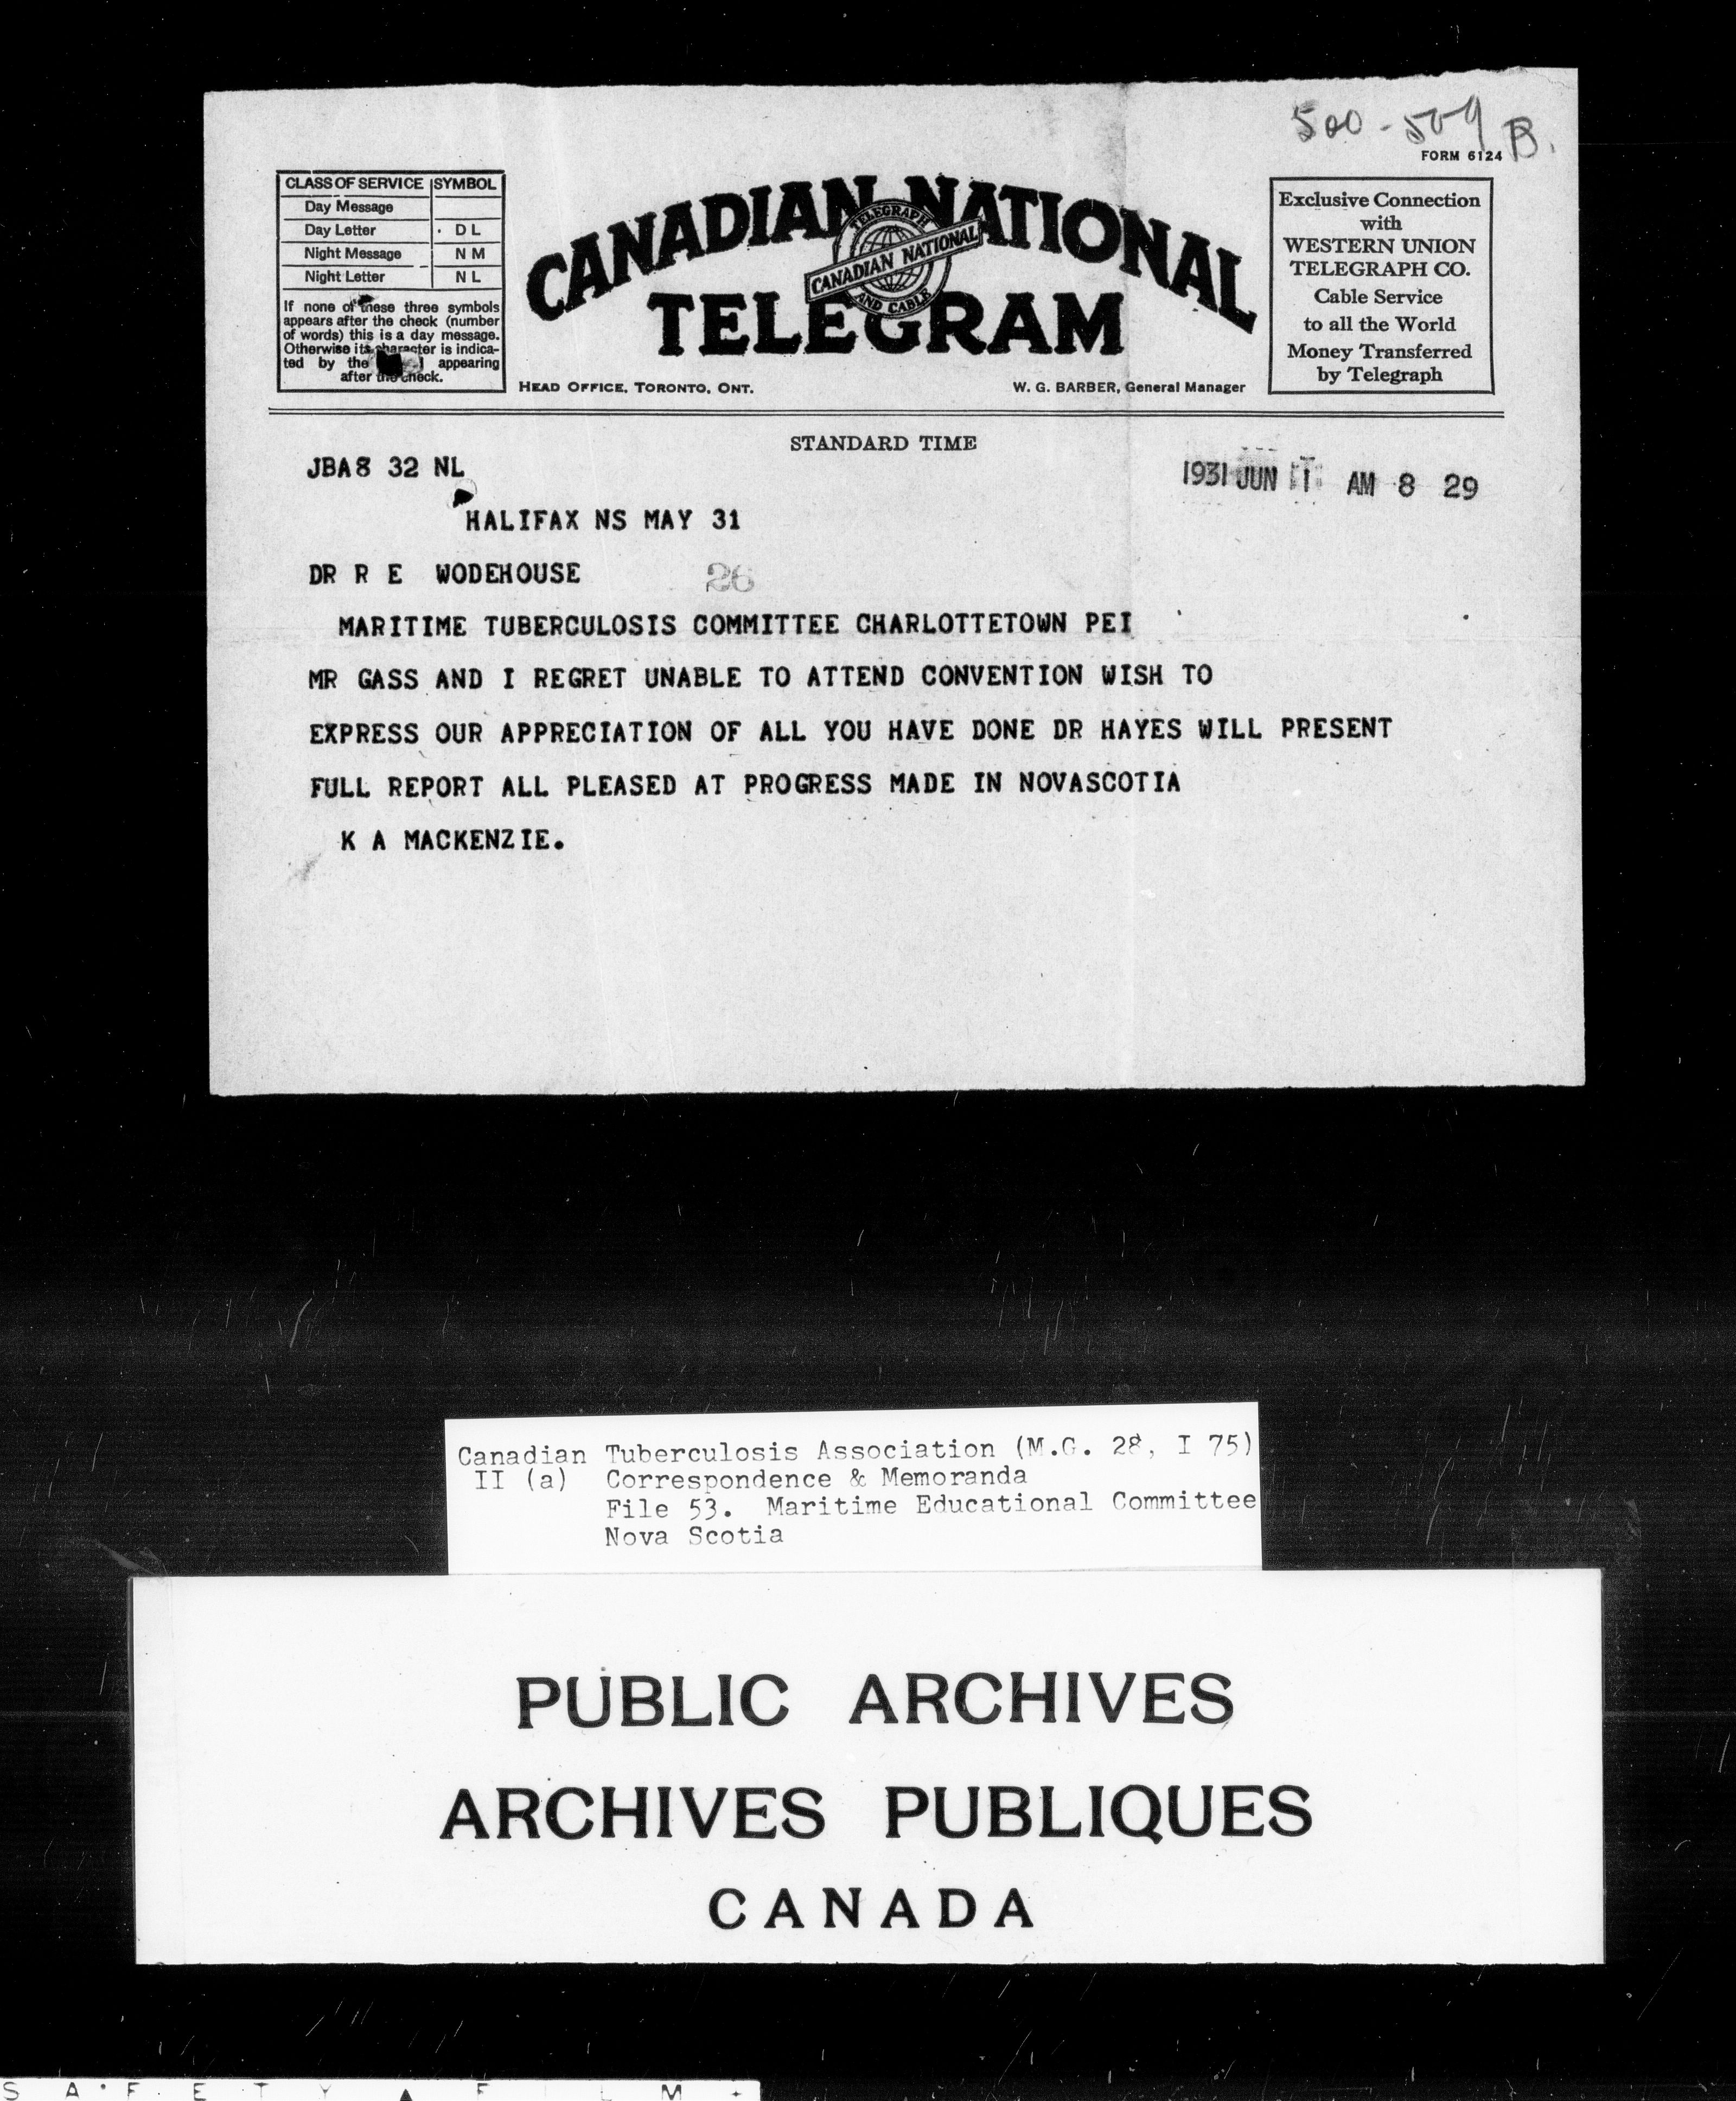 500-509 B.
FORM 6124
CLASS OF SERVICE SYMBOL
Day Message
Day Letter D L
Night Message N M
Night Letter N L
If none of these three symbols
appears after the check (number
of words) this is a day message.
Otherwise its character is indica-
ted by the appearing
after the check.
CANADIAN NATIONAL
TELEGRAM
TELEGRAPH
CANADIAN NATIONAL
AND CABLE
HEAD OFFICE, TORONTO, ONT.
W. G. BARBER, General Manager
Exclusive Connection
with
WESTERN UNION
TELEGRAPH CO.
Cable Service
to all the World
Money Transferred
by Telegraph
STANDARD TIME
JBA8 32 NL
1931 JUN 1 AM 8 29
HALIFAX NS MAY 31
DR R E WODEHOUSE 26
MARITIME TUBERCULOSIS COMMITTEE CHARLOTTETOWN PEI
MR GASS AND I REGRET UNABLE TO ATTEND CONVENTION WISH TO
EXPRESS OUR APPRECIATION OF ALL YOU HAVE DONE DR HAYES WILL PRESENT
FULL REPORT ALL PLEASED AT PROGRESS MADE IN NOVASCOTIA
K A MACKENZIE.
Canadian Tuberculosis Association (M.G. 28, I 75)
II (a) Correspondence & Memoranda
File 53. Maritime Educational Committee
Nova Scotia
PUBLIC ARCHIVES
ARCHIVES PUBLIQUES
CANADA
SAFETY FILM